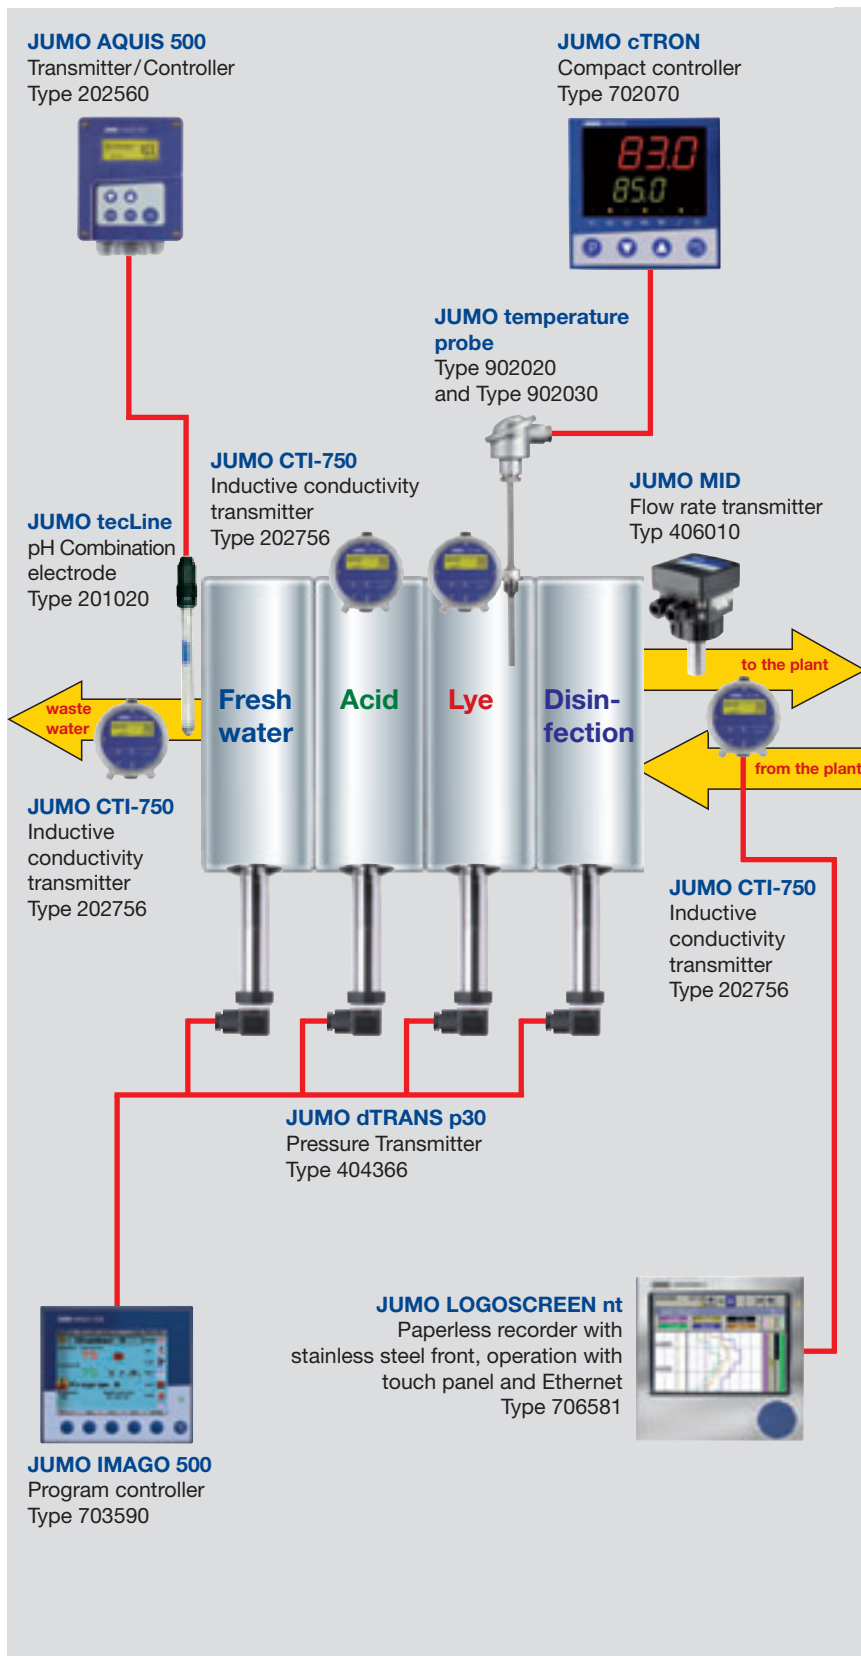 JUMO AQUIS 500
Transmitter/Controller
Type 202560
JUMO cTRON
Compact controller
Type 702070
83.0
85.0
P
JUMO temperature
probe
Type 902020
and Type 902030
JUMO CTI-750
Inductive conductivity
transmitter
Type 202756
JUMO MID
Flow rate transmitter
Typ 406010
JUMO tecLine
pH Combination
electrode
Type 201020
to the plant
Fresh
water
Acid
Lye
Disin-
fection
waste
water
from the plant
JUMO CTI-750
Inductive
conductivity
transmitter
Type 202756
JUMO CTI-750
Inductive
conductivity
transmitter
Type 202756
JUMO dTRANS p30
Pressure Transmitter
Type 404366
JUMO LOGOSCREEN nt
Paperless recorder with
stainless steel front, operation with
touch panel and Ethernet
Type 706581
JUMO IMAGO 500
Program controller
Type 703590